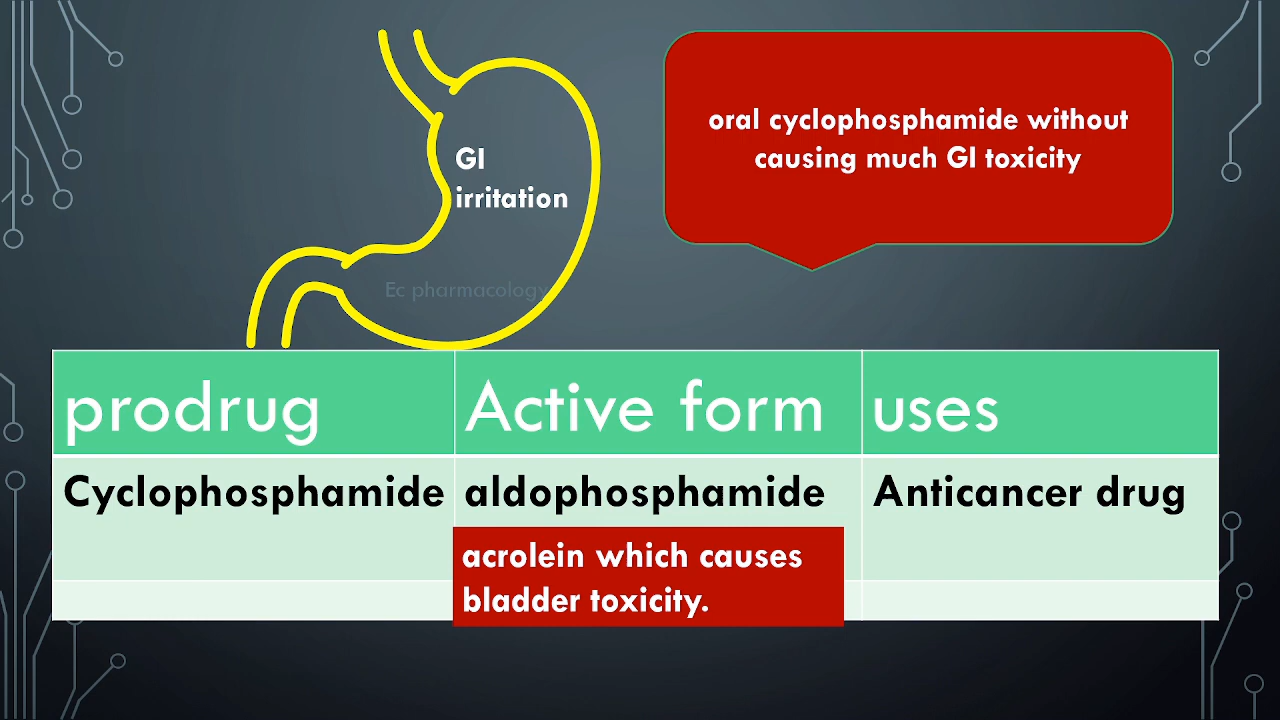 oral cyclophosphamide without
causing much GI toxicity
GI
irritation
Ec pharmacology
prodrug
Active form
uses
Cyclophosphamide
aldophosphamide
Anticancer drug
acrolein which causes
bladder toxicity.